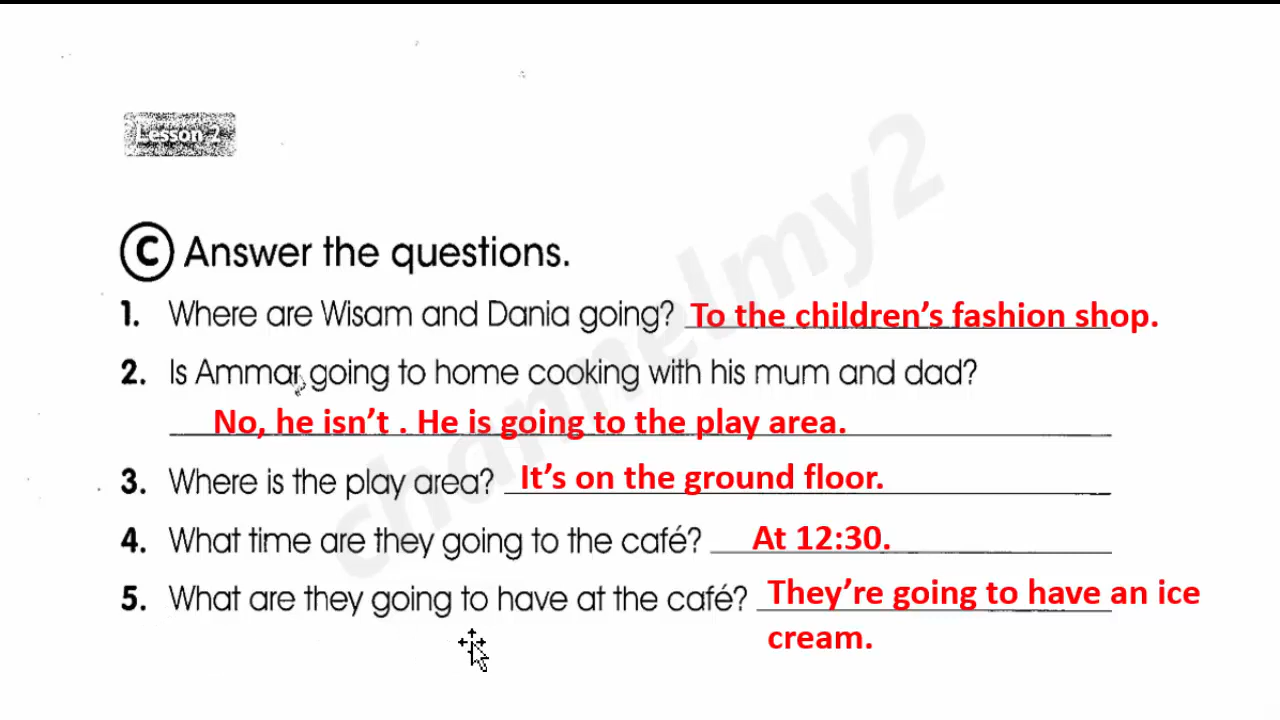 Lesson 2
C Answer the questions.
1. Where are Wisam and Dania going? To the children's fashion shop.
2. Is Ammar going to home cooking with his mum and dad?
No, he isn't . He is going to the play area.
3. Where is the play area? It's on the ground floor.
4. What time are they going to the café? At 12:30.
5. What are they going to have at the café? They're going to have an ice
cream.
channelmy2